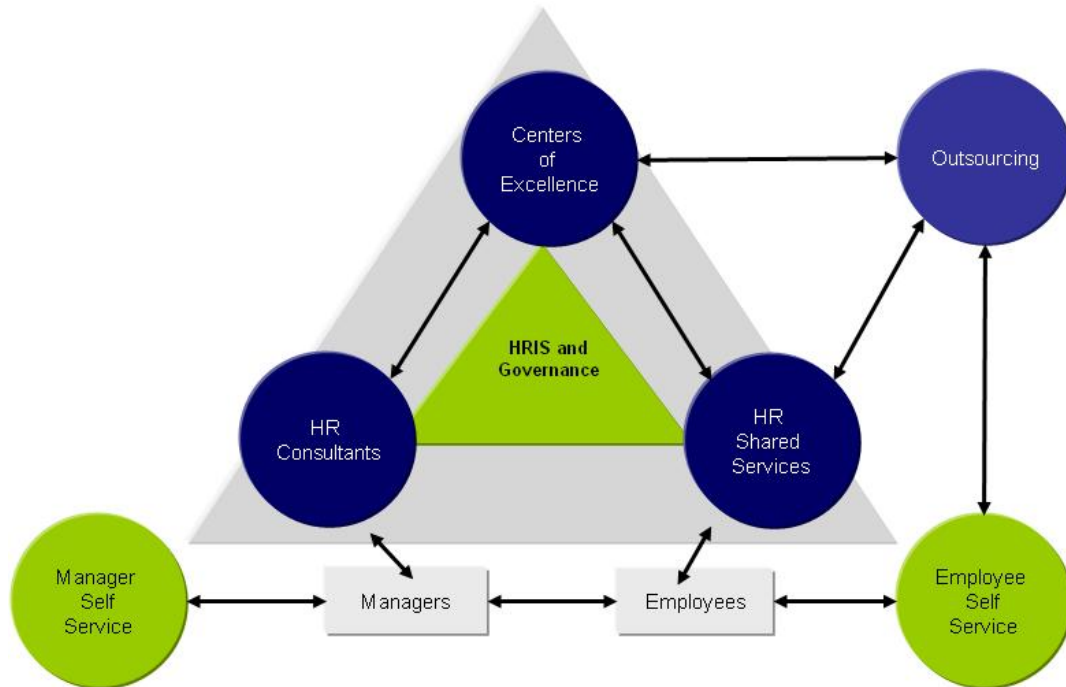 Centers
of
Excellence
Outsourcing
HRIS and
Governance
HR
Consultants
HR
Shared
Services
Manager
Self
Service
Managers
Employees
Employee
Self
Service